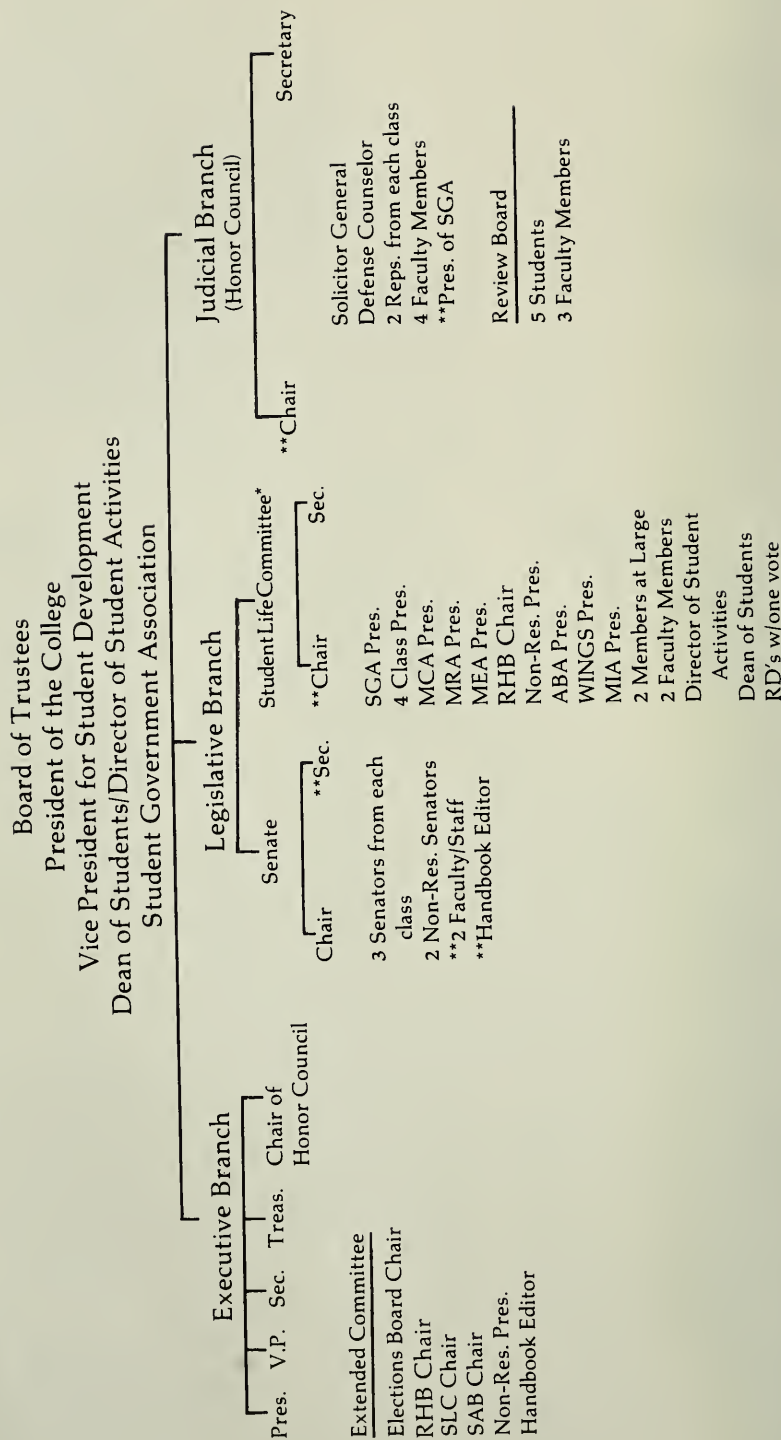 Board of Trustees
President of the College
Vice President for Student Development
Dean of Students/Director of Student Activities
Student Government Association
Executive Branch
Pres.
V.P.
Sec.
Treas.
Chair of
Honor Council
Extended Committee
Elections Board Chair
RHB Chair
SLC Chair
SAB Chair
Non-Res. Pres.
Handbook Editor
Legislative Branch
Senate
Chair
**Sec.
3 Senators from each
class
2 Non-Res. Senators
**2 Faculty/Staff
**Handbook Editor
Student Life Committee*
**Chair
Sec.
SGA Pres.
4 Class Pres.
MCA Pres.
MRA Pres.
MEA Pres.
RHB Chair
Non-Res. Pres.
ABA Pres.
WINGS Pres.
MIA Pres.
2 Members at Large
2 Faculty Members
Director of Student
Activities
Dean of Students
RD's w/one vote
Judicial Branch
(Honor Council)
**Chair
Secretary
Solicitor General
Defense Counselor
2 Reps. from each class
4 Faculty Members
**Pres. of SGA
Review Board
5 Students
3 Faculty Members